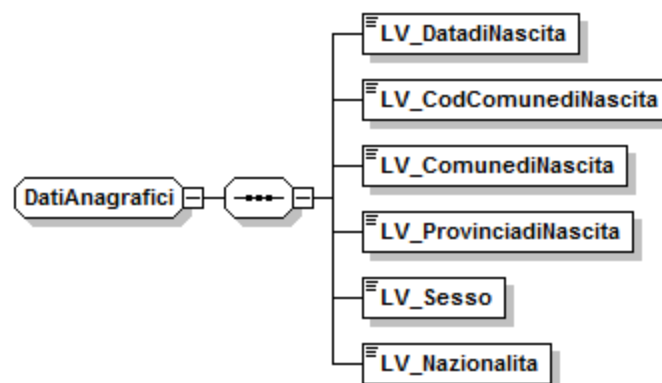 LV_DatadiNascita
LV_CodComunediNascita
LV_ComunediNascita
DatiAnagrafici
LV_ProvinciadiNascita
LV_Sesso
LV_Nazionalita